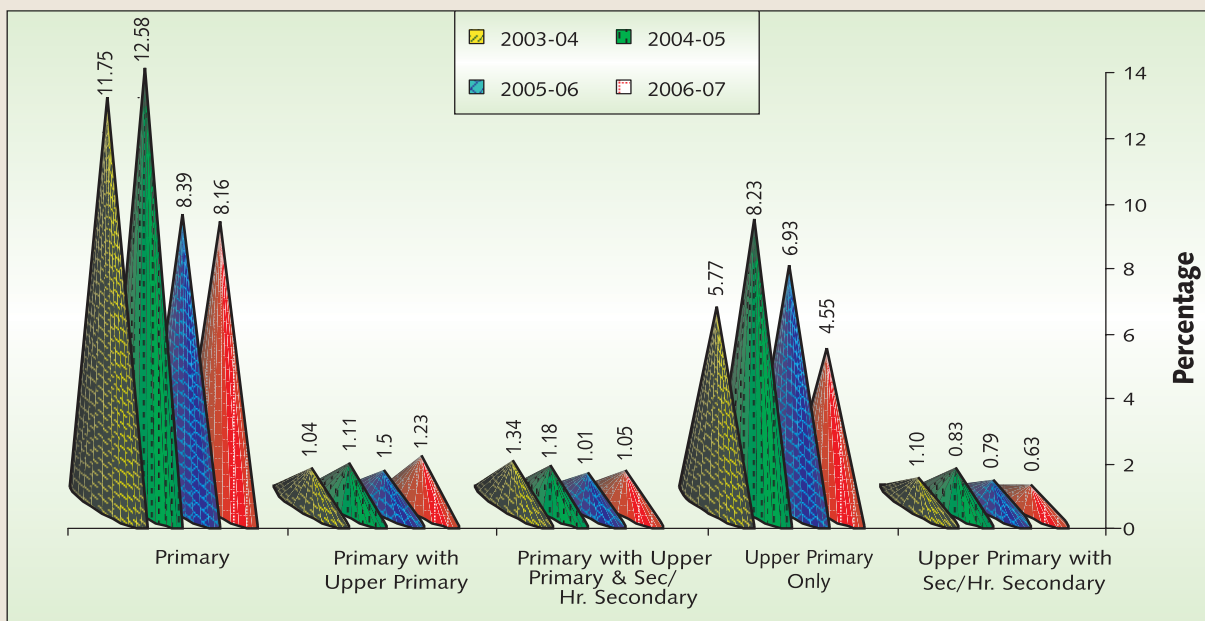 2003-04
2004-05
2005-06
2006-07
11.75
12.58
8.39
8.16
1.04
1.11
1.5
1.23
1.34
1.18
1.01
1.05
5.77
8.23
6.93
4.55
1.10
0.83
0.79
0.63
14
12
10
8
6
4
2
0
Percentage
Primary
Primary with
Upper Primary
Primary with Upper
Primary & Sec/
Hr. Secondary
Upper Primary
Only
Upper Primary with
Sec/Hr. Secondary